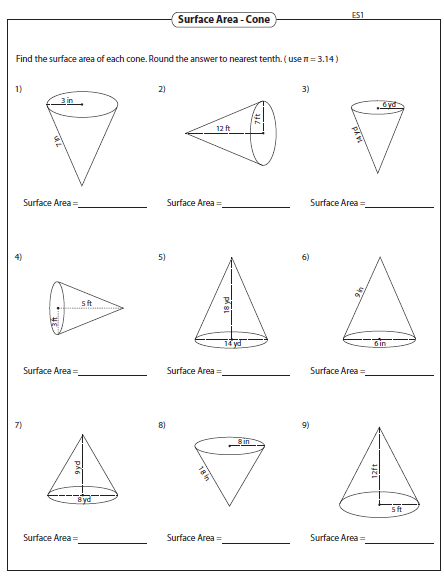 Surface Area - Cone
ES1
Find the surface area of each cone. Round the answer to nearest tenth. ( use π = 3.14 )
1) 2) 3)
3 in
7 in
12 ft
7 ft
6 yd
14 yd
Surface Area = Surface Area = Surface Area =
4) 5) 6)
5 ft
3 ft
18 yd
14 yd
9 in
6 in
Surface Area = Surface Area = Surface Area =
7) 8) 9)
9 yd
8 yd
8 in
18 in
12 ft
5 ft
Surface Area = Surface Area = Surface Area =